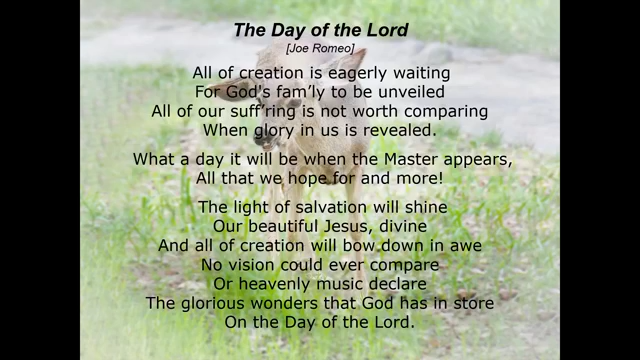 The Day of the Lord
[Joe Romeo]
All of creation is eagerly waiting
For God's fam'ly to be unveiled
All of our suff'ring is not worth comparing
When glory in us is revealed.
What a day it will be when the Master appears,
All that we hope for and more!
The light of salvation will shine
Our beautiful Jesus, divine
And all of creation will bow down in awe
No vision could ever compare
Or heavenly music declare
The glorious wonders that God has in store
On the Day of the Lord.